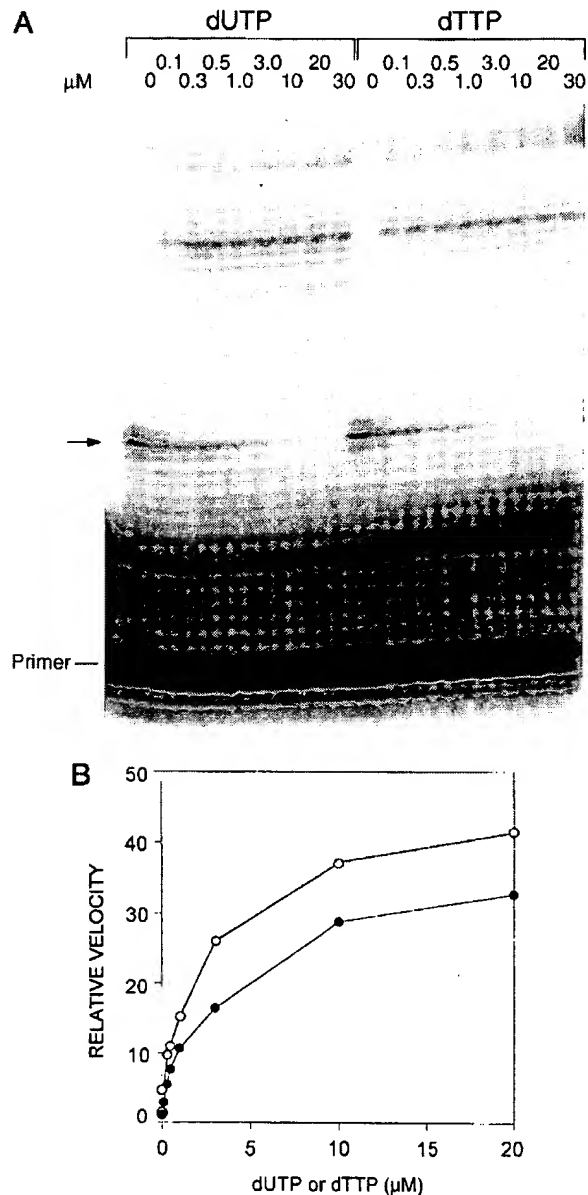 A
dUTP dTTP
0.1 0.5 3.0 20 0.1 0.5 3.0 20
μM 0 0.3 1.0 10 30 0 0.3 1.0 10 30
Primer
B
50
40
30
20
10
0
RELATIVE VELOCITY
0 5 10 15 20
dUTP or dTTP (μM)